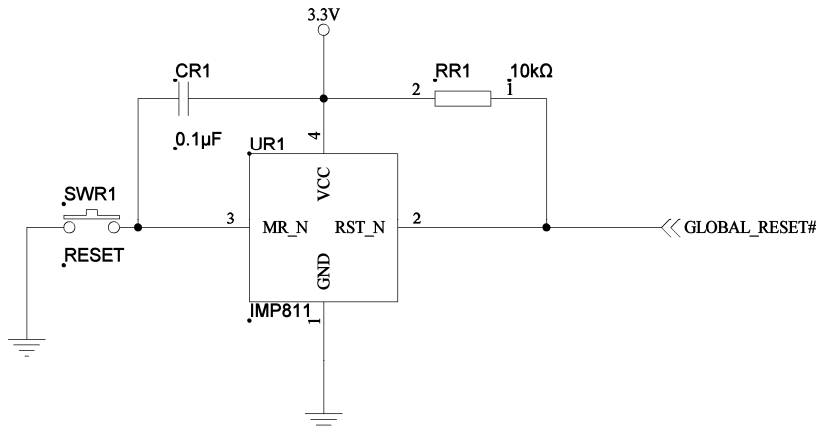 3.3V
CR1
RR1
10kΩ
2
1
0.1μF
4
UR1
VCC
SWR1
3
MR_N
RST_N
2
GLOBAL_RESET#
RESET
GND
IMP811
1